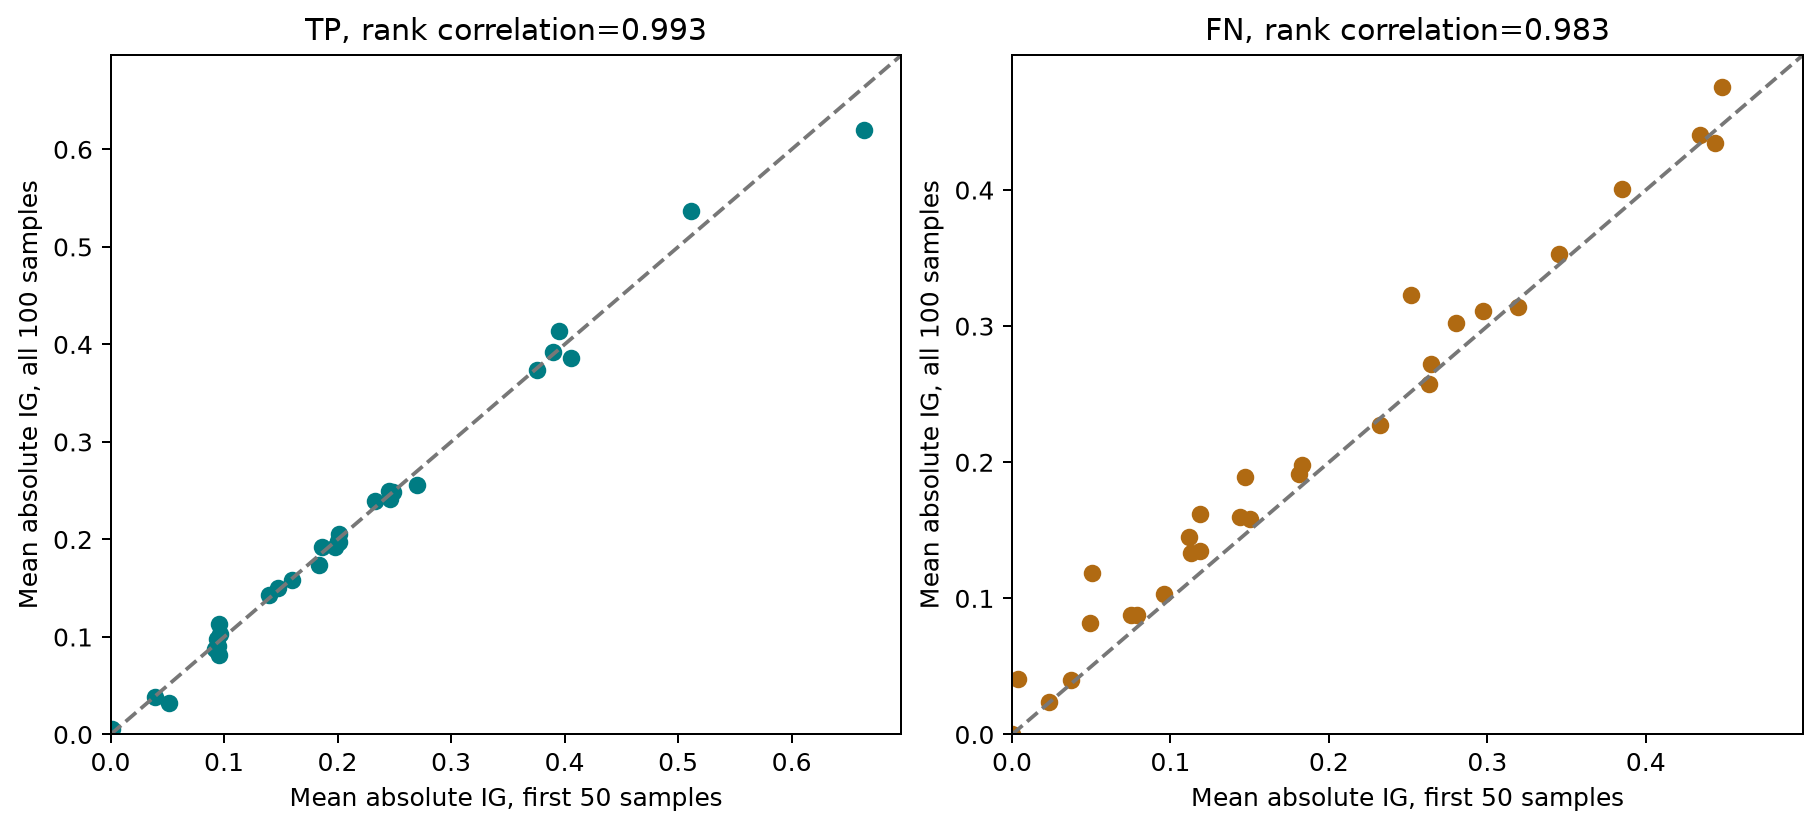 TP, rank correlation=0.993
Mean absolute IG, all 100 samples
0.6
0.5
0.4
0.3
0.2
0.1
0.0
0.0 0.1 0.2 0.3 0.4 0.5 0.6
Mean absolute IG, first 50 samples
FN, rank correlation=0.983
Mean absolute IG, all 100 samples
0.4
0.3
0.2
0.1
0.0
0.0 0.1 0.2 0.3 0.4
Mean absolute IG, first 50 samples